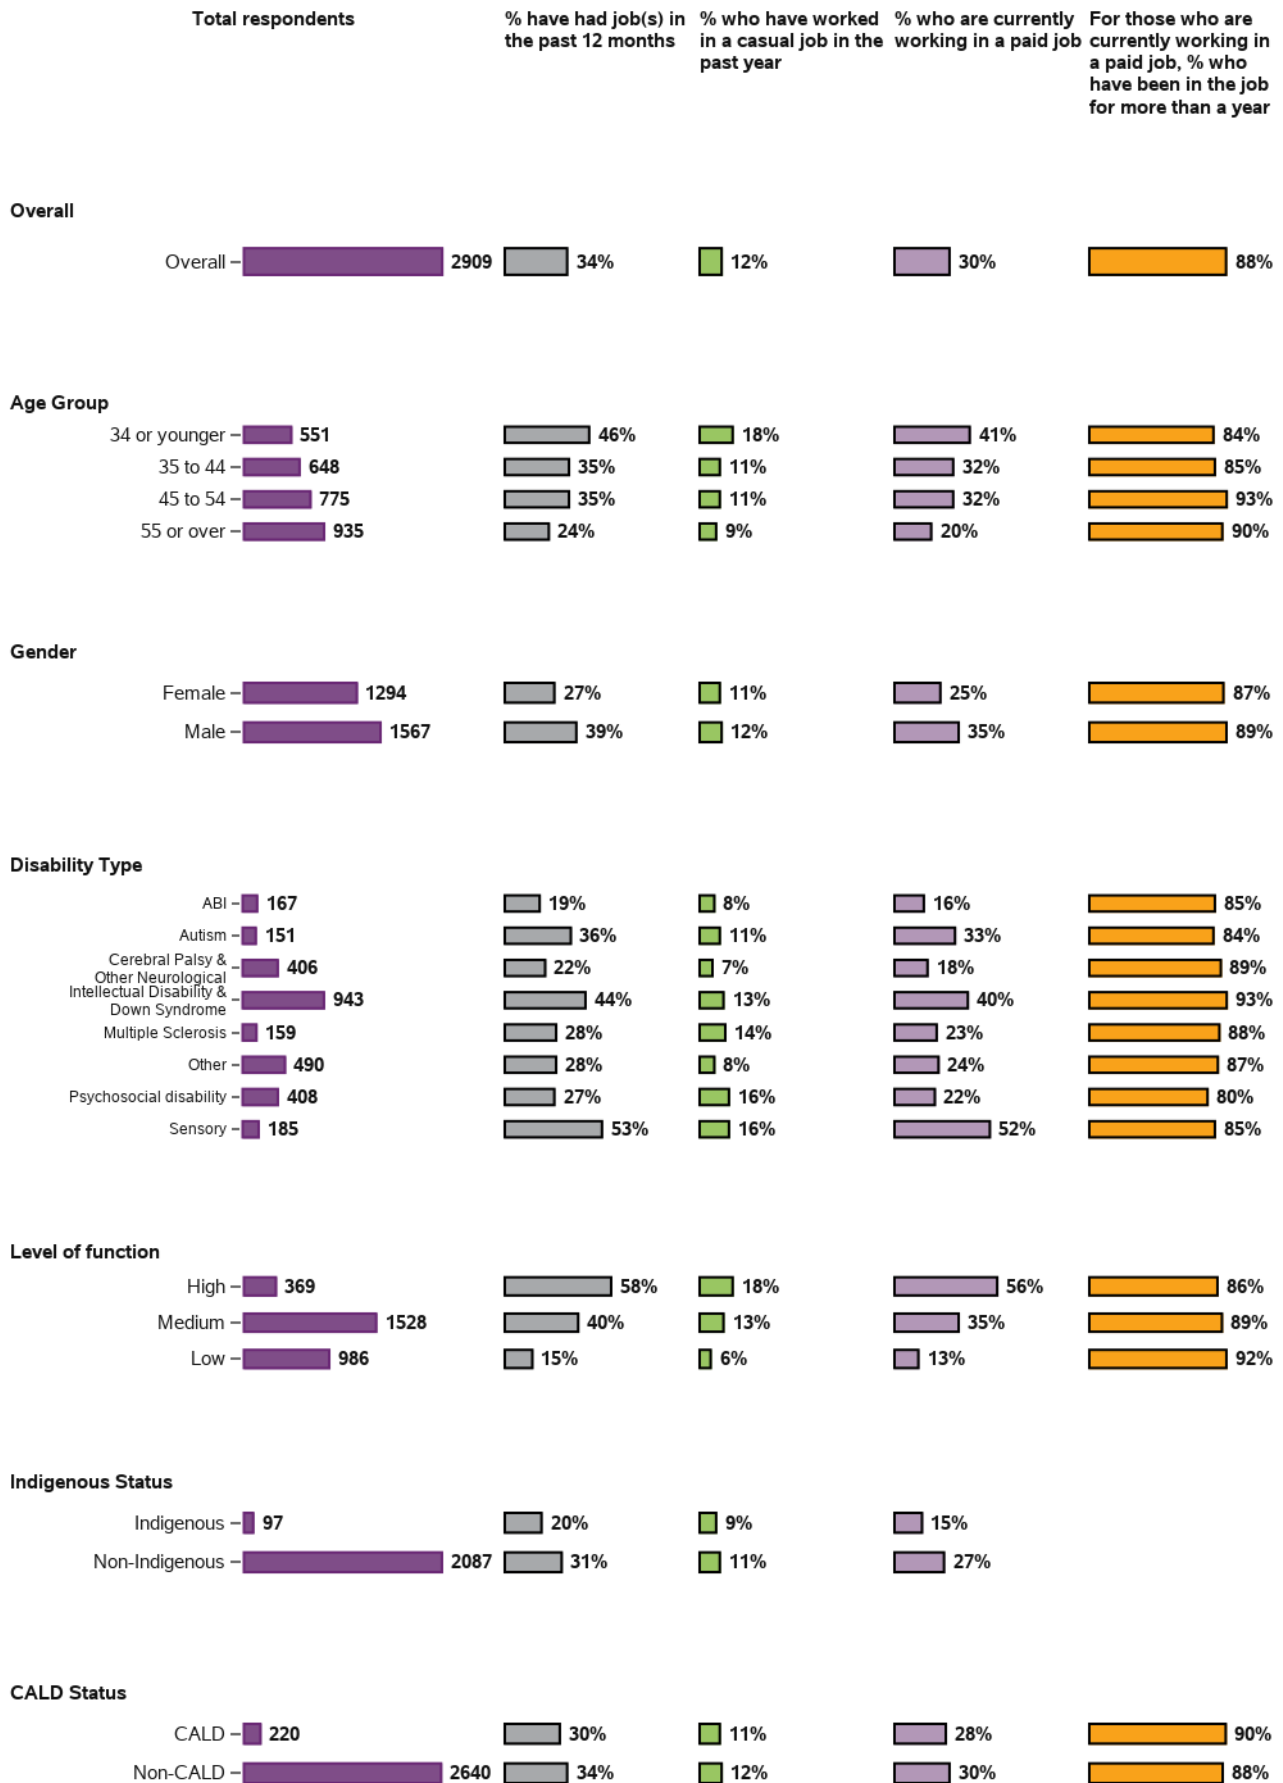 Total respondents
% have had job(s) in
the past 12 months
% who have worked
in a casual job in the
past year
% who are currently
working in a paid job
For those who are
currently working in
a paid job, % who
have been in the job
for more than a year
Overall
Overall 2909 34% 12% 30% 88%
Age Group
34 or younger 551 46% 18% 41% 84%
35 to 44 648 35% 11% 32% 85%
45 to 54 775 35% 11% 32% 93%
55 or over 935 24% 9% 20% 90%
Gender
Female 1294 27% 11% 25% 87%
Male 1567 39% 12% 35% 89%
Disability Type
ABI 167 19% 8% 16% 85%
Autism 151 36% 11% 33% 84%
Cerebral Palsy &
Other Neurological 406 22% 7% 18% 89%
Intellectual Disability &
Down Syndrome 943 44% 13% 40% 93%
Multiple Sclerosis 159 28% 14% 23% 88%
Other 490 28% 8% 24% 87%
Psychosocial disability 408 27% 16% 22% 80%
Sensory 185 53% 16% 52% 85%
Level of function
High 369 58% 18% 56% 86%
Medium 1528 40% 13% 35% 89%
Low 986 15% 6% 13% 92%
Indigenous Status
Indigenous 97 20% 9% 15%
Non-Indigenous 2087 31% 11% 27%
CALD Status
CALD 220 30% 11% 28% 90%
Non-CALD 2640 34% 12% 30% 88%